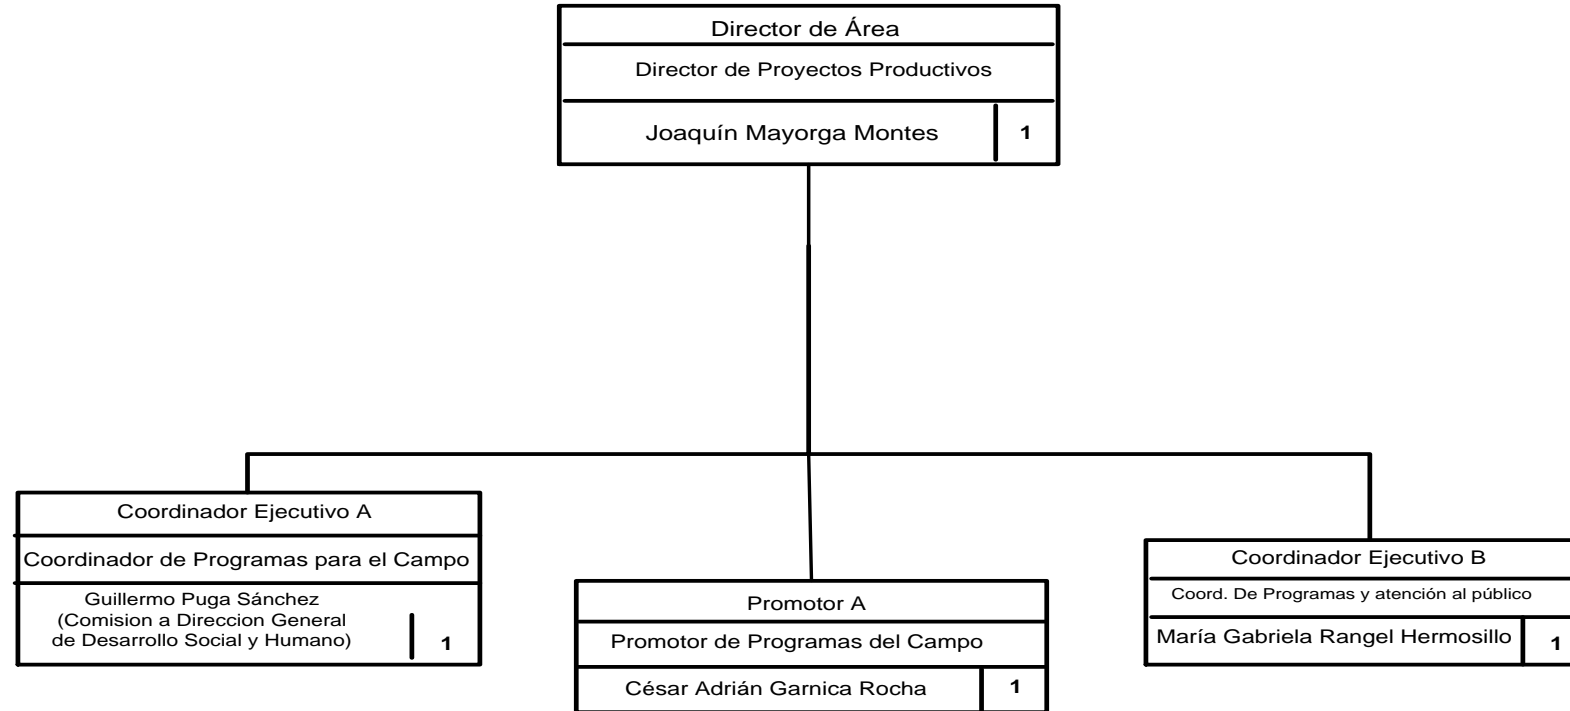 Director de Área
Director de Proyectos Productivos
Joaquín Mayorga Montes
1
Coordinador Ejecutivo A
Coordinador de Programas para el Campo
Guillermo Puga Sánchez
(Comision a Direccion General
de Desarrollo Social y Humano)
1
Promotor A
Promotor de Programas del Campo
César Adrián Garnica Rocha
1
Coordinador Ejecutivo B
Coord. De Programas y atención al público
María Gabriela Rangel Hermosillo
1